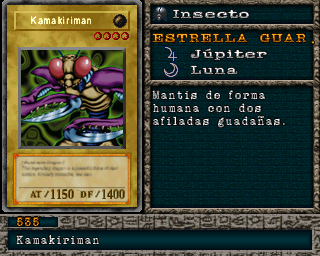 Kamakiriman
AT/1150 DF/1400
Insecto
ESTRELLA GUAR.
Júpiter
Luna
Mantis de forma
humana con dos
afiladas guadañas.
535
Kamakiriman